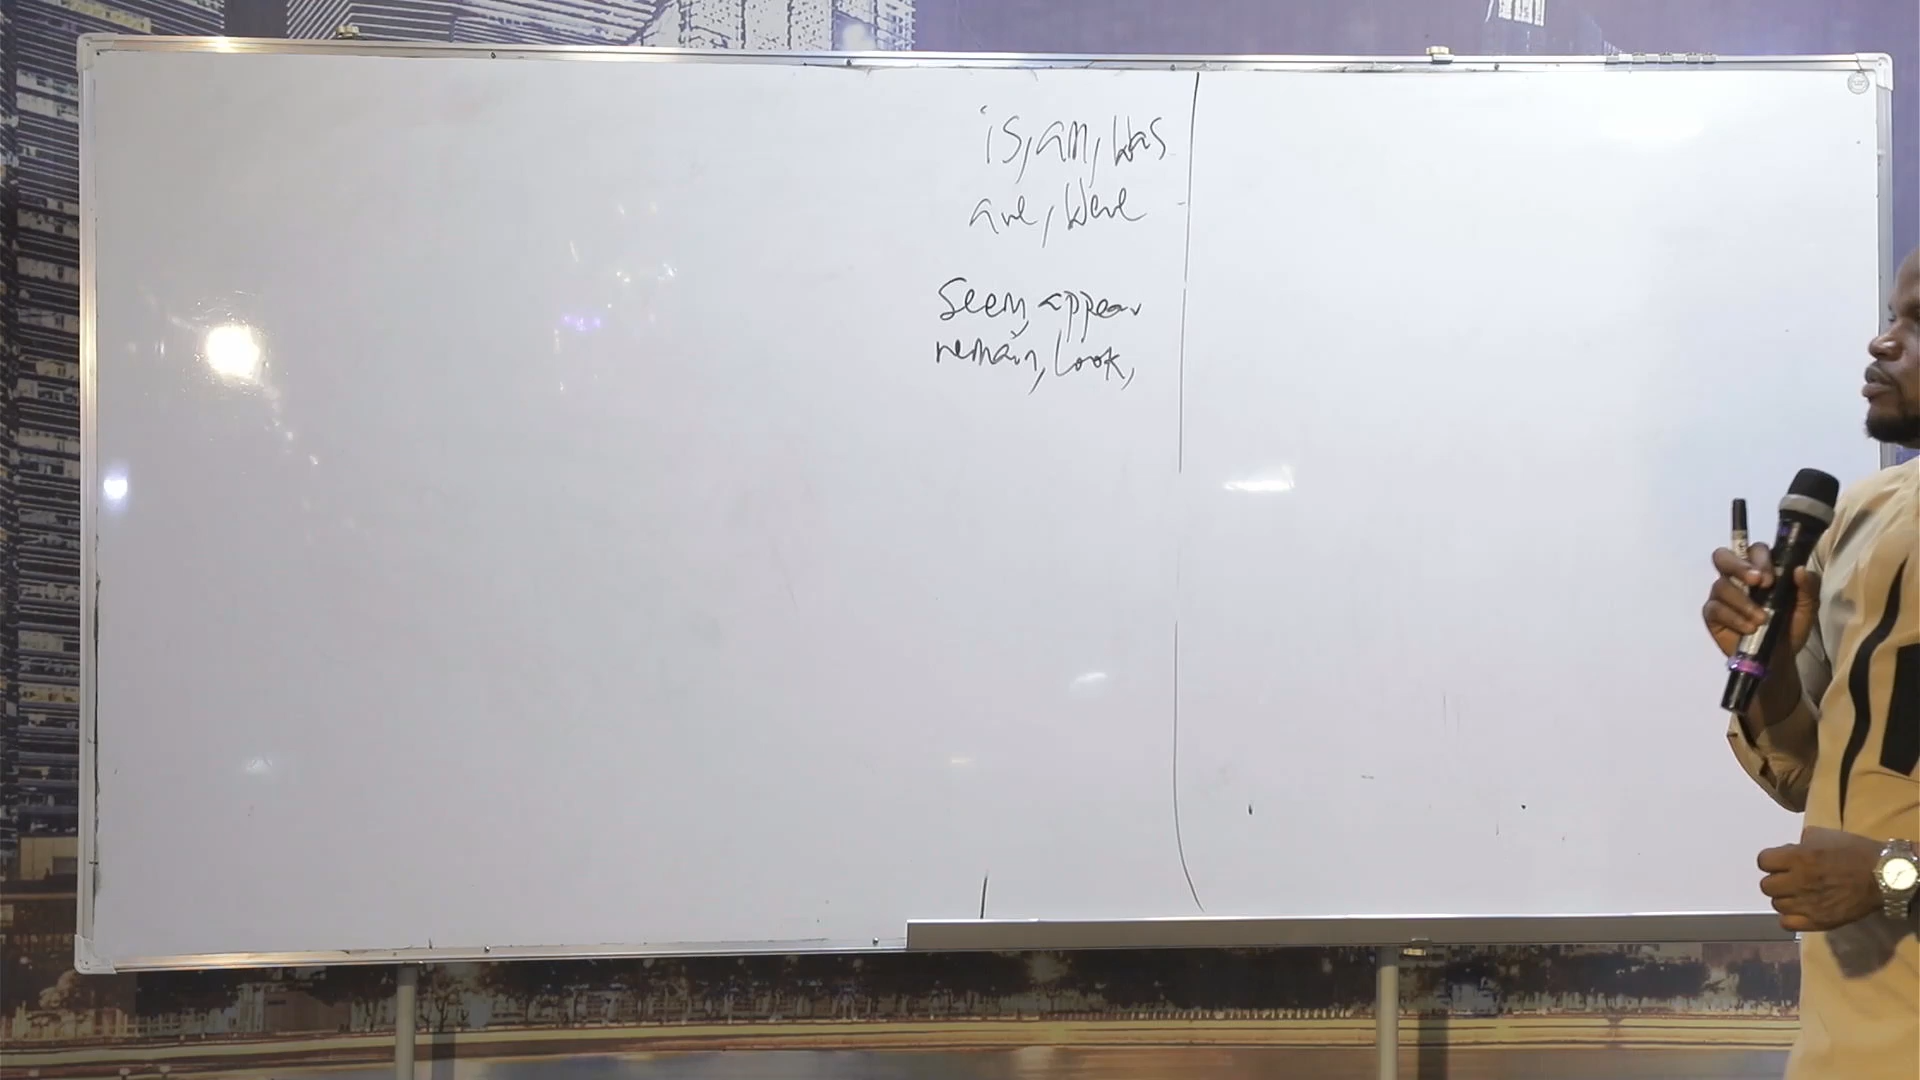 is, am, was
are, were
Seem, appear
remain, look,